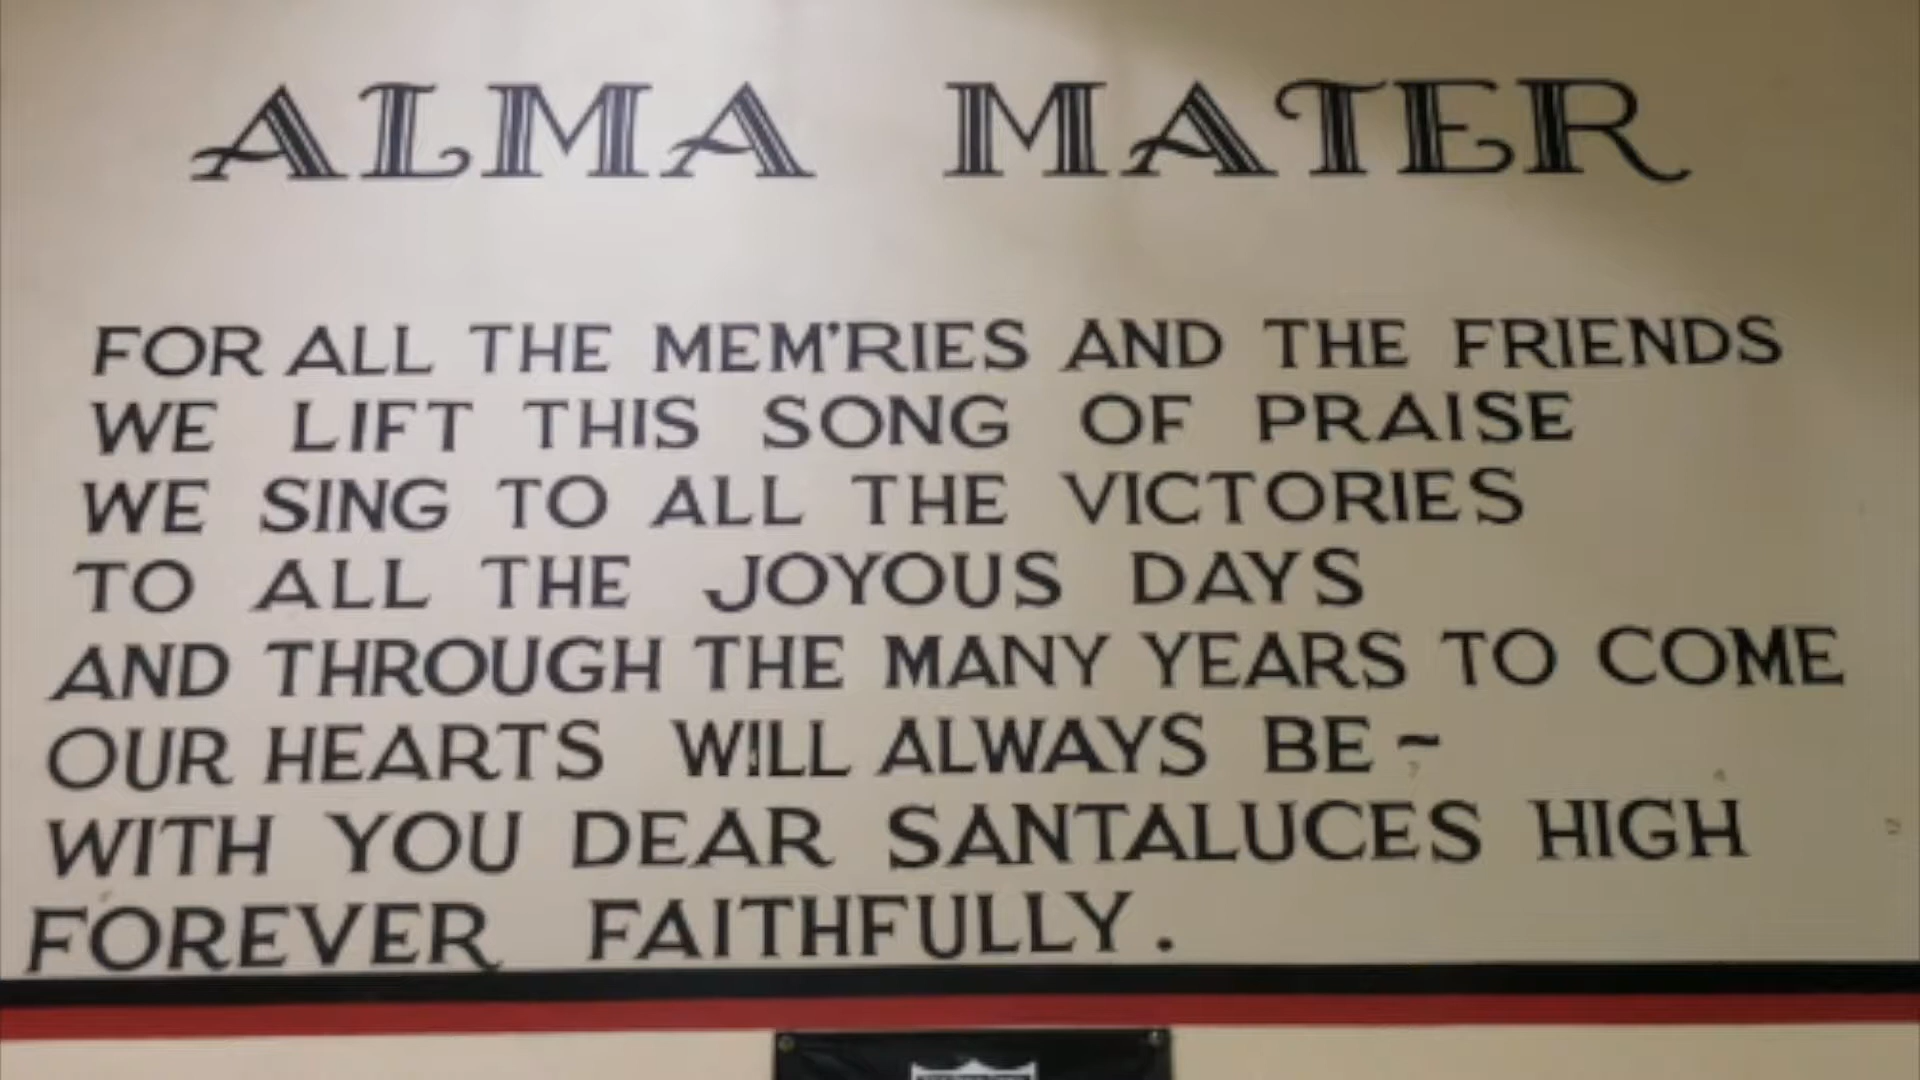 ALMA MATER
FOR ALL THE MEM'RIES AND THE FRIENDS
WE LIFT THIS SONG OF PRAISE
WE SING TO ALL THE VICTORIES
TO ALL THE JOYOUS DAYS
AND THROUGH THE MANY YEARS TO COME
OUR HEARTS WILL ALWAYS BE ~
WITH YOU DEAR SANTALUCES HIGH
FOREVER FAITHFULLY.